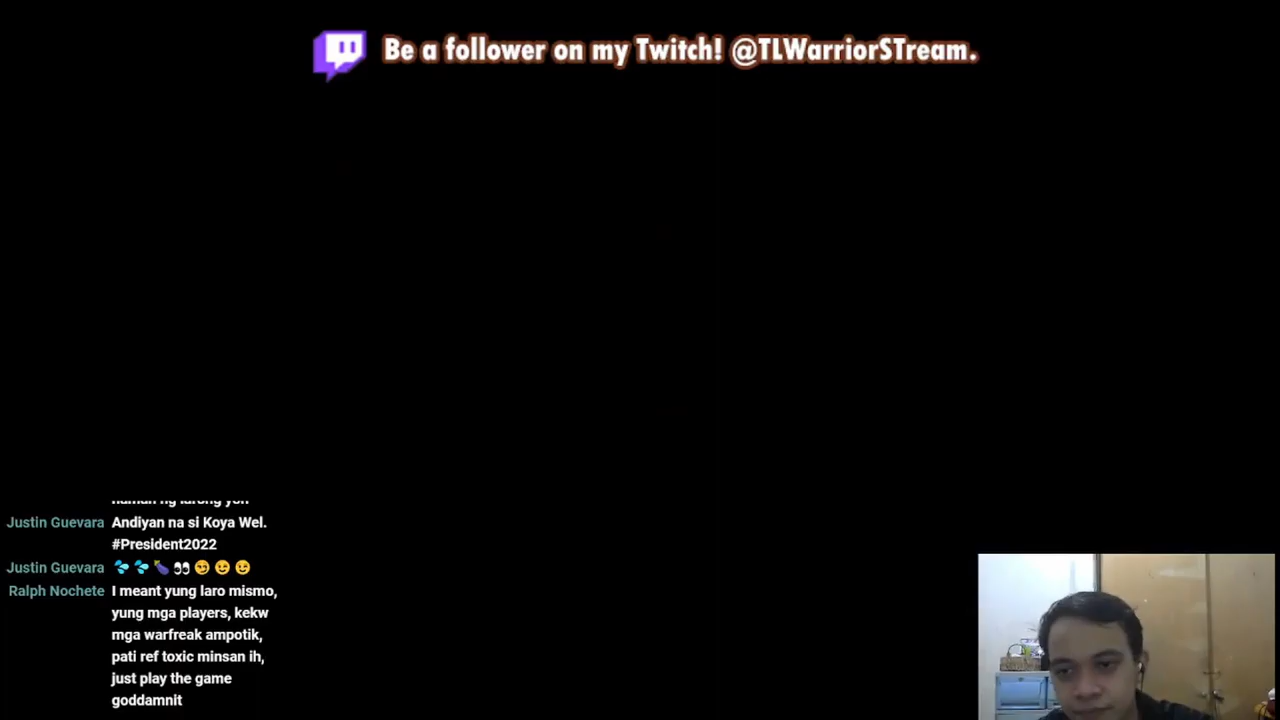 Be a follower on my Twitch! @TLWarriorSTream.
Justin Guevara Andiyan na si Koya Wel.
#President2022
Justin Guevara 💦 💦 🍆 👀 😏 😉 😉
Ralph Nochete I meant yung laro mismo,
yung mga players, kekw
mga warfreak ampotik,
pati ref toxic minsan ih,
just play the game
goddamnit